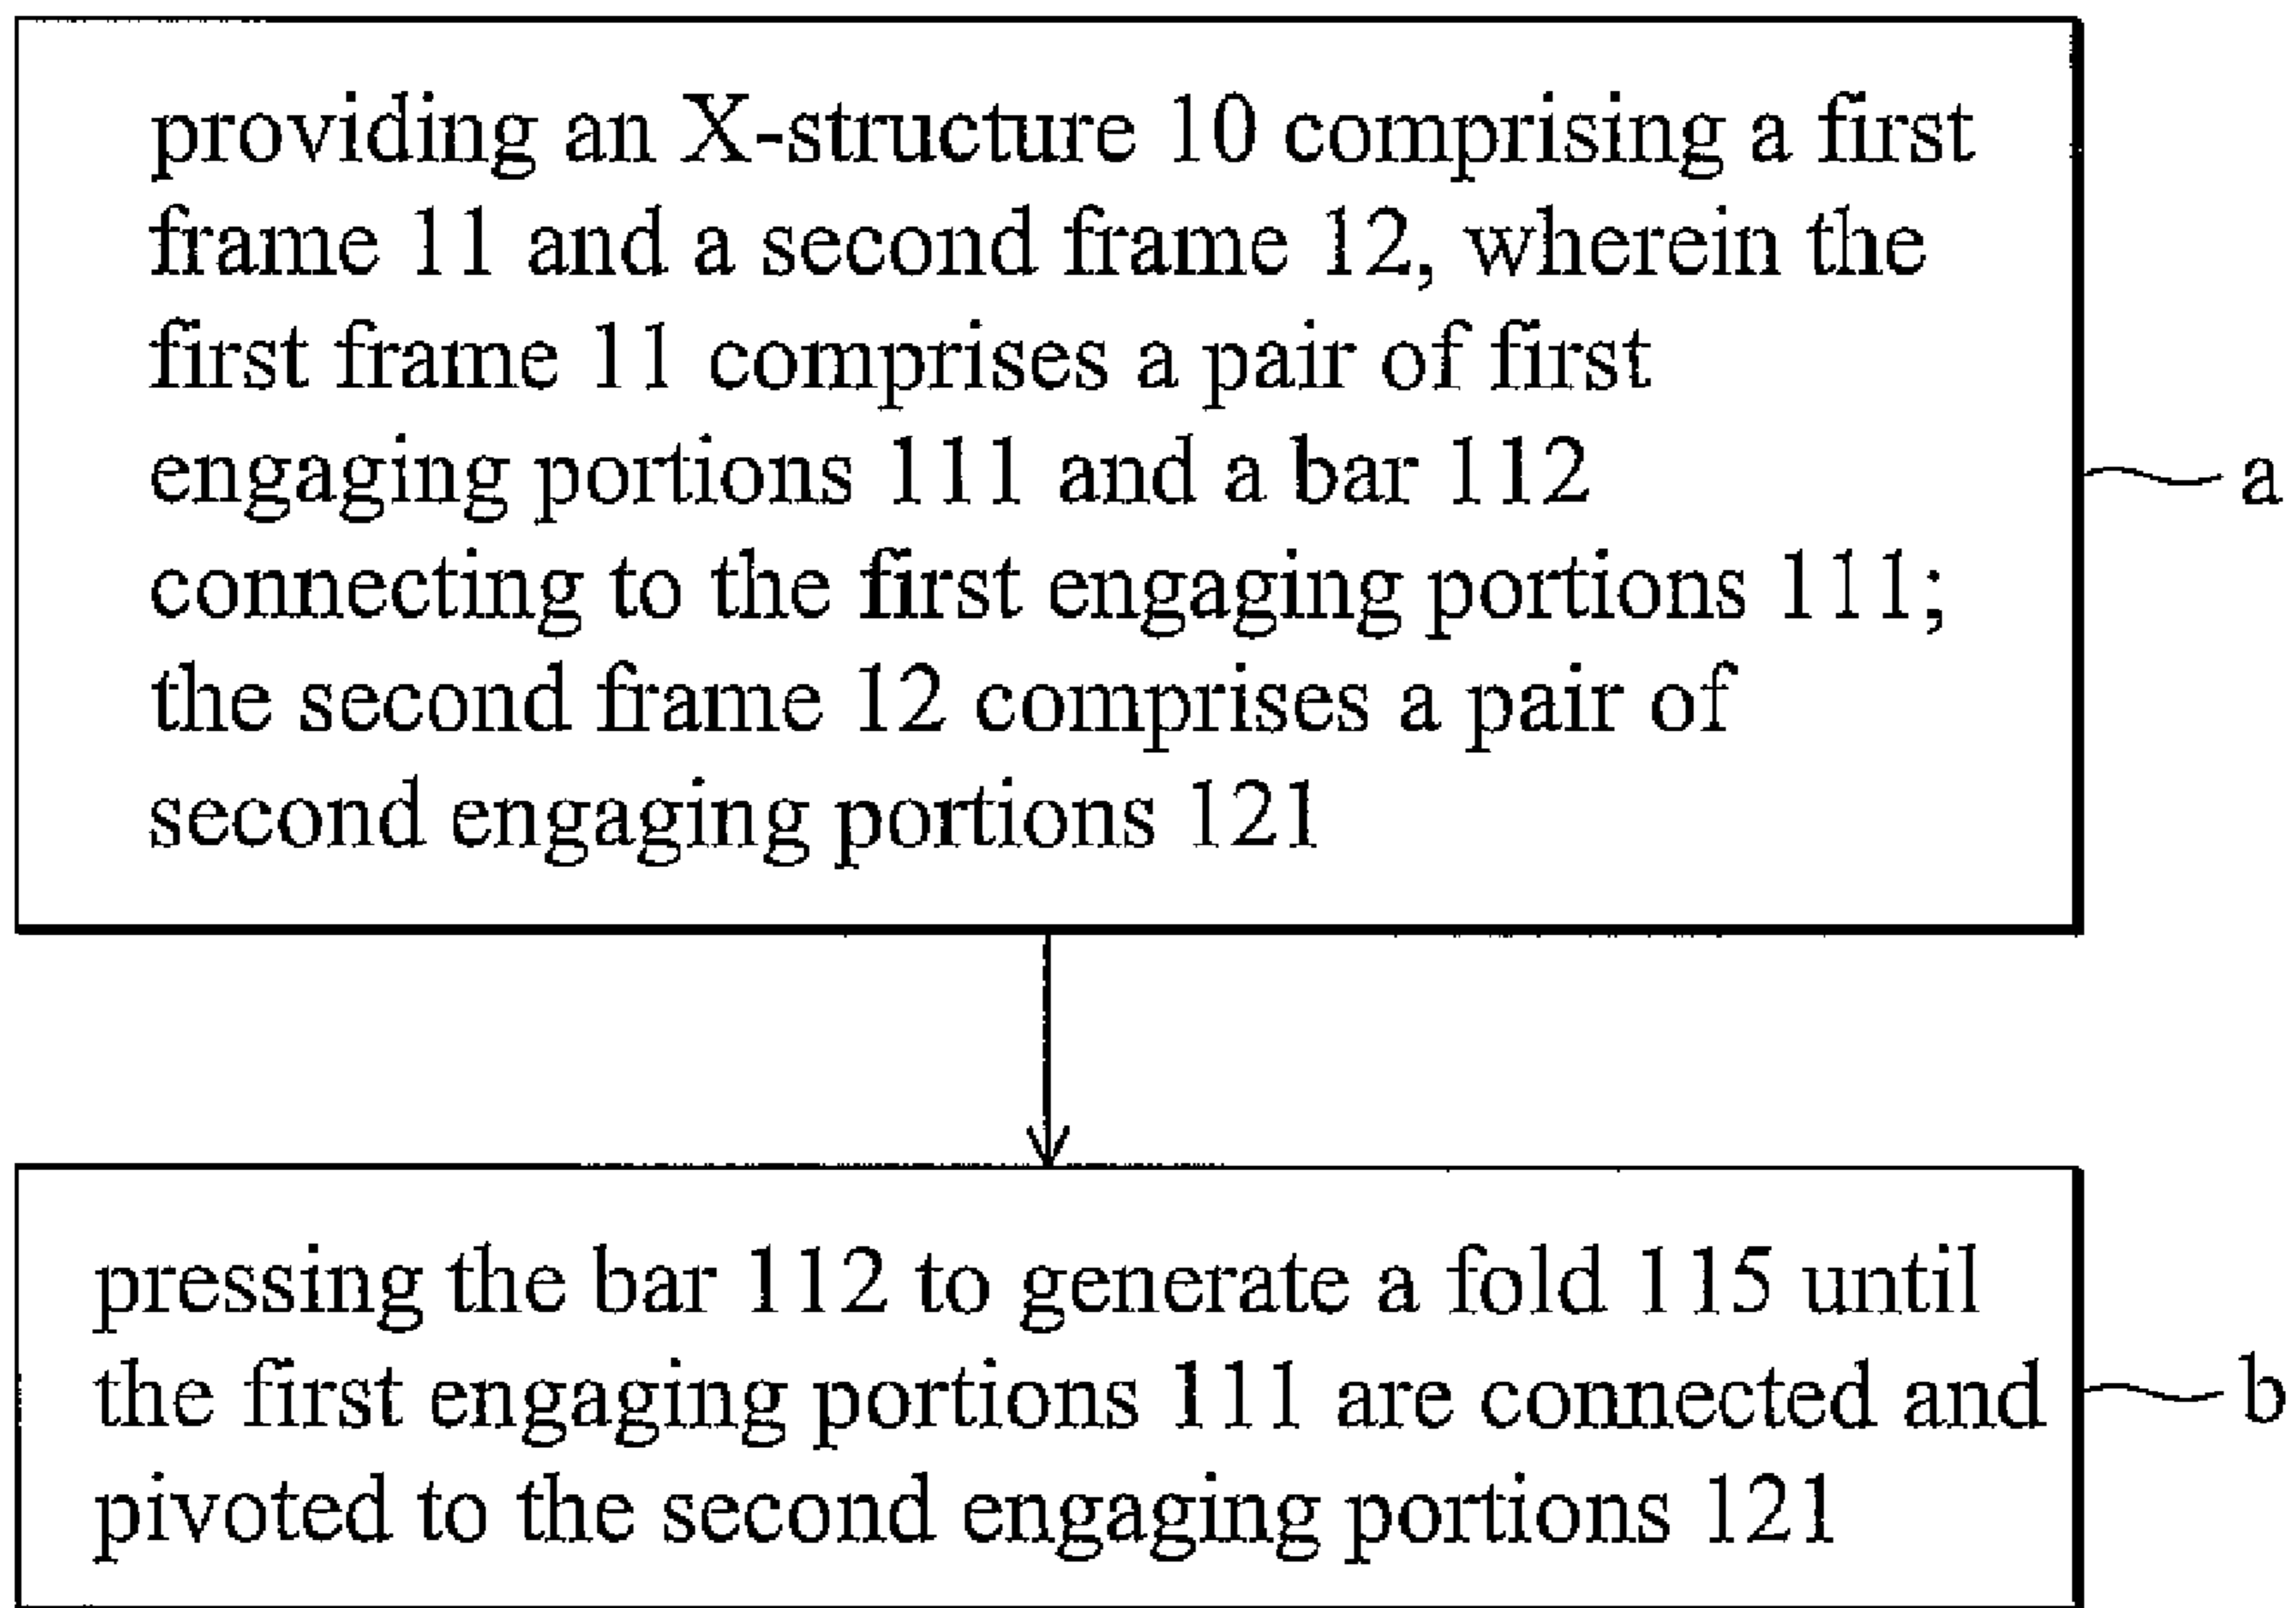 providing an X-structure 10 comprising a first
frame 11 and a second frame 12, wherein the
first frame 11 comprises a pair of first
engaging portions 111 and a bar 112
connecting to the first engaging portions 111;
the second frame 12 comprises a pair of
second engaging portions 121
a
pressing the bar 112 to generate a fold 115 until
the first engaging portions 111 are connected and
pivoted to the second engaging portions 121
b